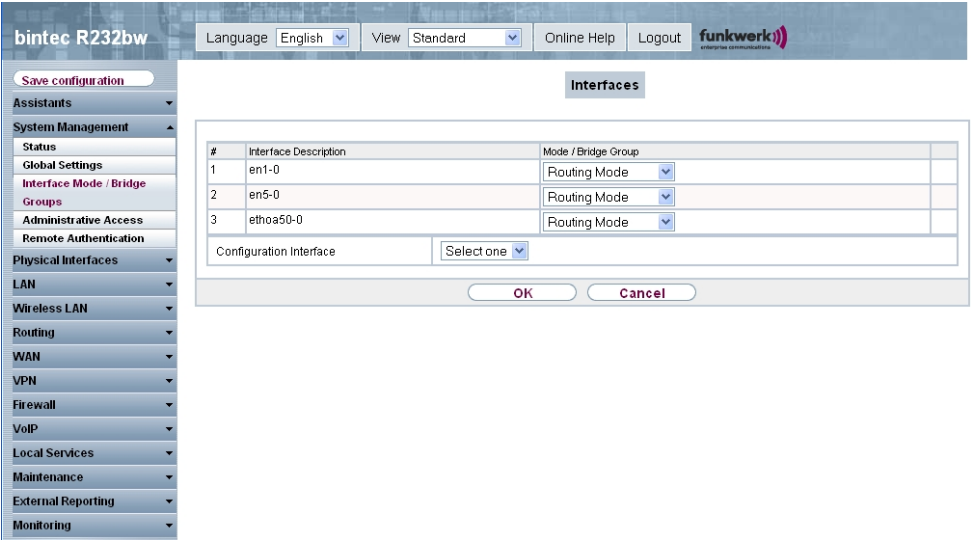 bintec R232bw
Language English View Standard Online Help Logout funkwerk
enterprise communications
Save configuration
Assistants
System Management
Status
Global Settings
Interface Mode / Bridge
Groups
Administrative Access
Remote Authentication
Physical Interfaces
LAN
Wireless LAN
Routing
WAN
VPN
Firewall
VoIP
Local Services
Maintenance
External Reporting
Monitoring
Interfaces
# Interface Description Mode / Bridge Group
1 en1-0 Routing Mode
2 en5-0 Routing Mode
3 ethoa50-0 Routing Mode
Configuration Interface Select one
OK Cancel